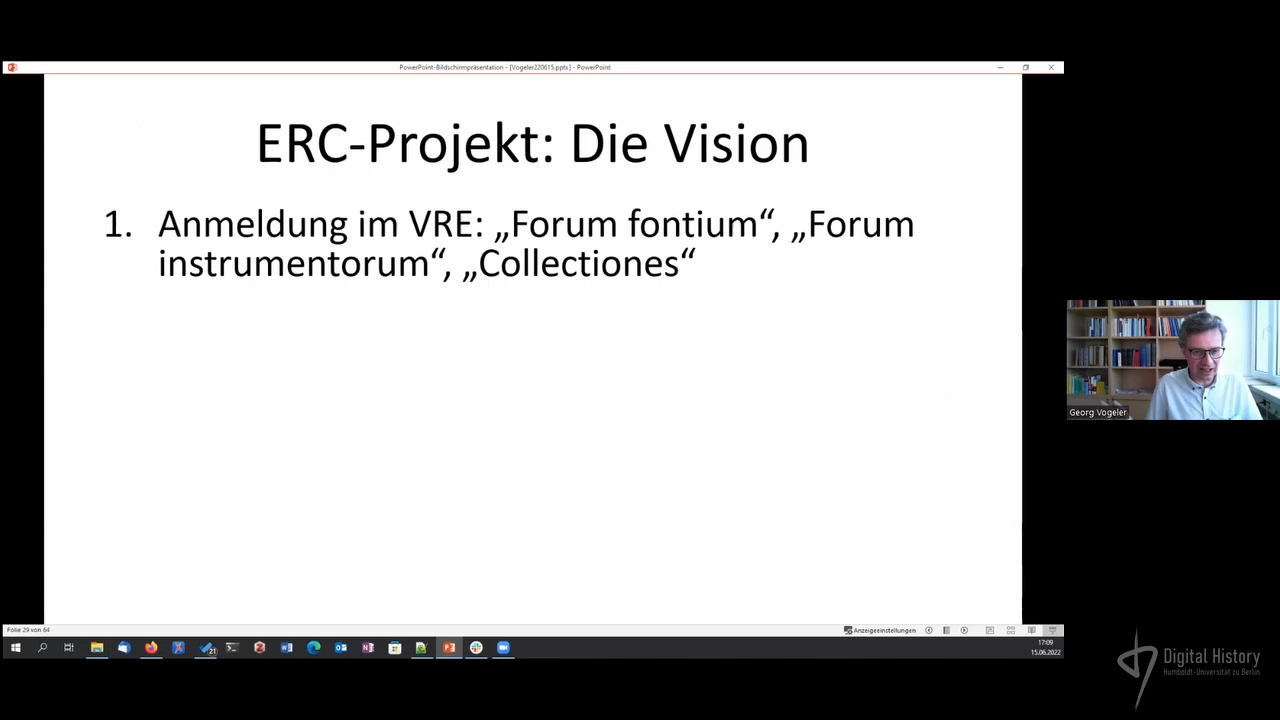 PowerPoint-Bildschirmpräsentation - [Vogeler220615.pptx] - PowerPoint
ERC-Projekt: Die Vision
1. Anmeldung im VRE: „Forum fontium“, „Forum
instrumentorum“, „Collectiones“
Georg Vogeler
Folie 29 von 64
Anzeigeeinstellungen
21
17:09
15.06.2022
Digital History
Humboldt-Universität zu Berlin